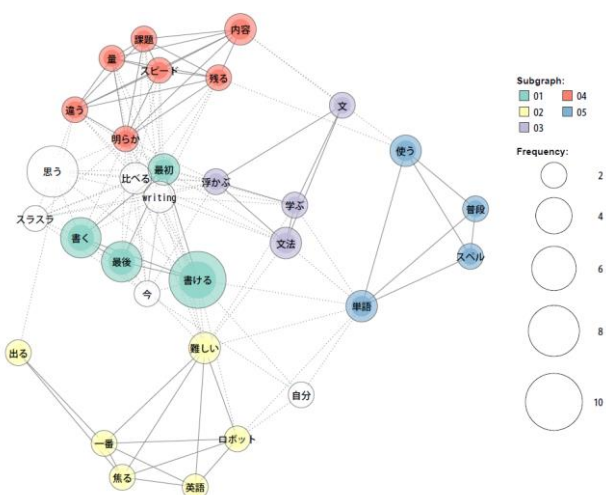 内容
課題
量
スピード
残る
違う
明らか
文
使う
思う
最初
比べる
浮かぶ
writing
学ぶ
普段
スラスラ
書く
文法
スペル
最後
書ける
今
単語
難しい
出る
自分
一番
ロボット
焦る
英語
Subgraph:
01 04
02 05
03
Frequency:
2
4
6
8
10